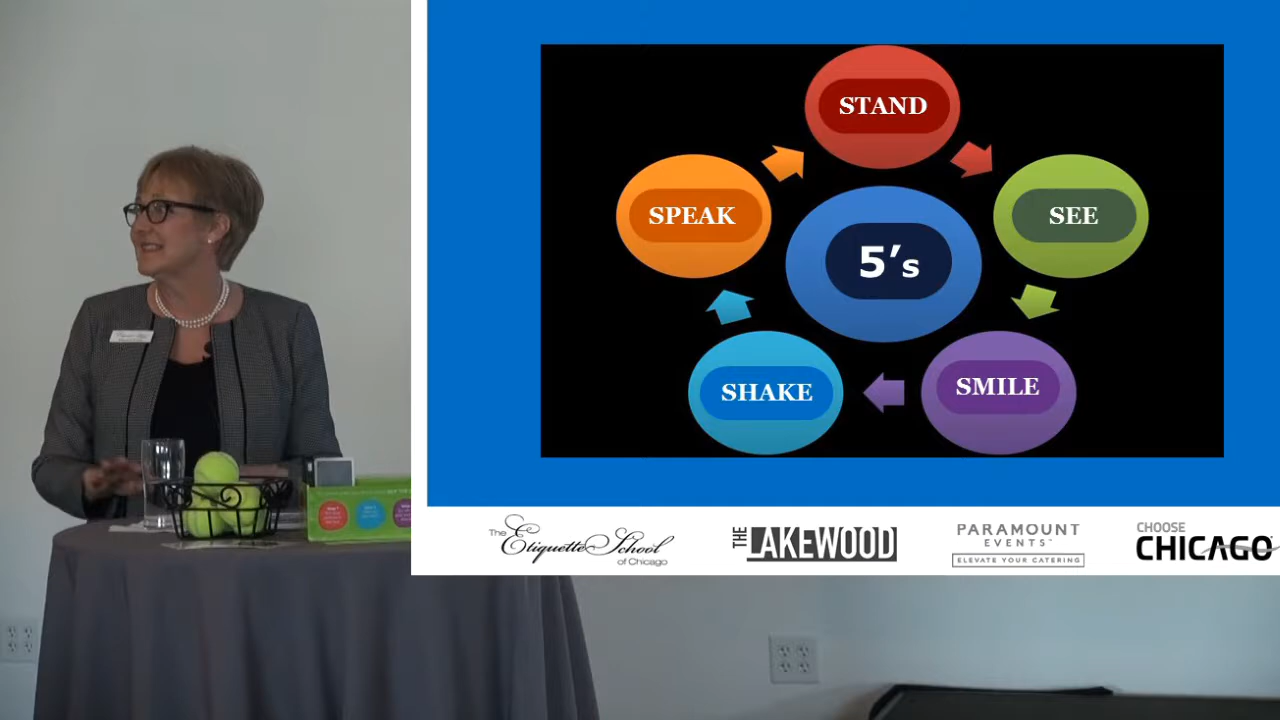 STAND
SPEAK
SEE
5's
SHAKE
SMILE
The
Etiquette School
of Chicago
THE LAKEWOOD
PARAMOUNT
EVENTS
ELEVATE YOUR CATERING
CHOOSE
CHICAGO